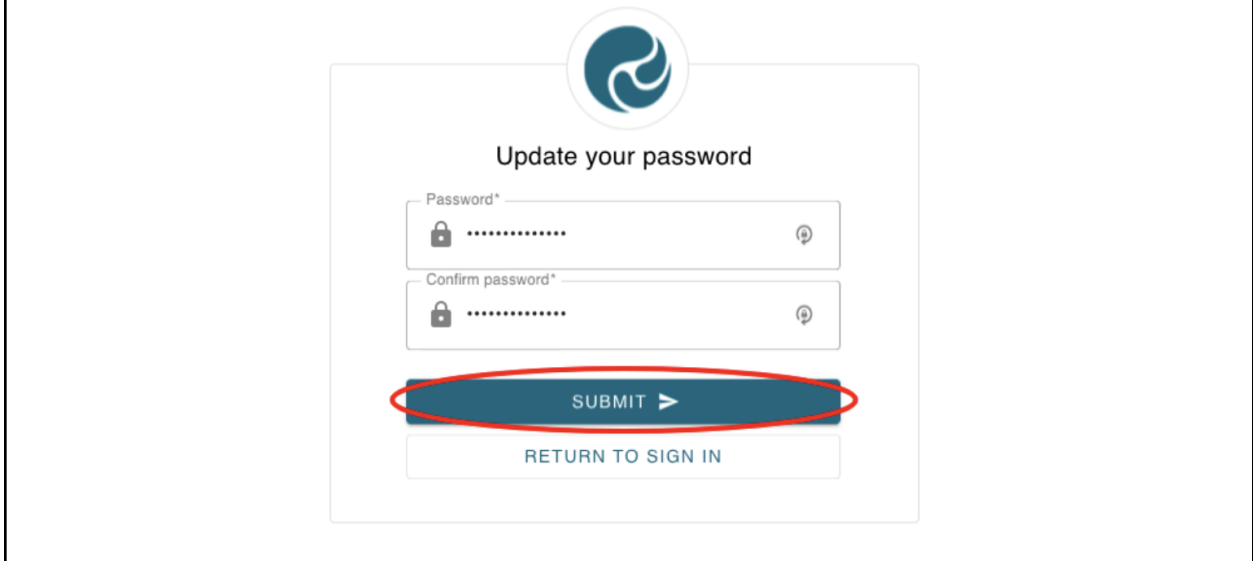 Update your password
Password*
••••••••••••••
Confirm password*
••••••••••••••
SUBMIT
RETURN TO SIGN IN